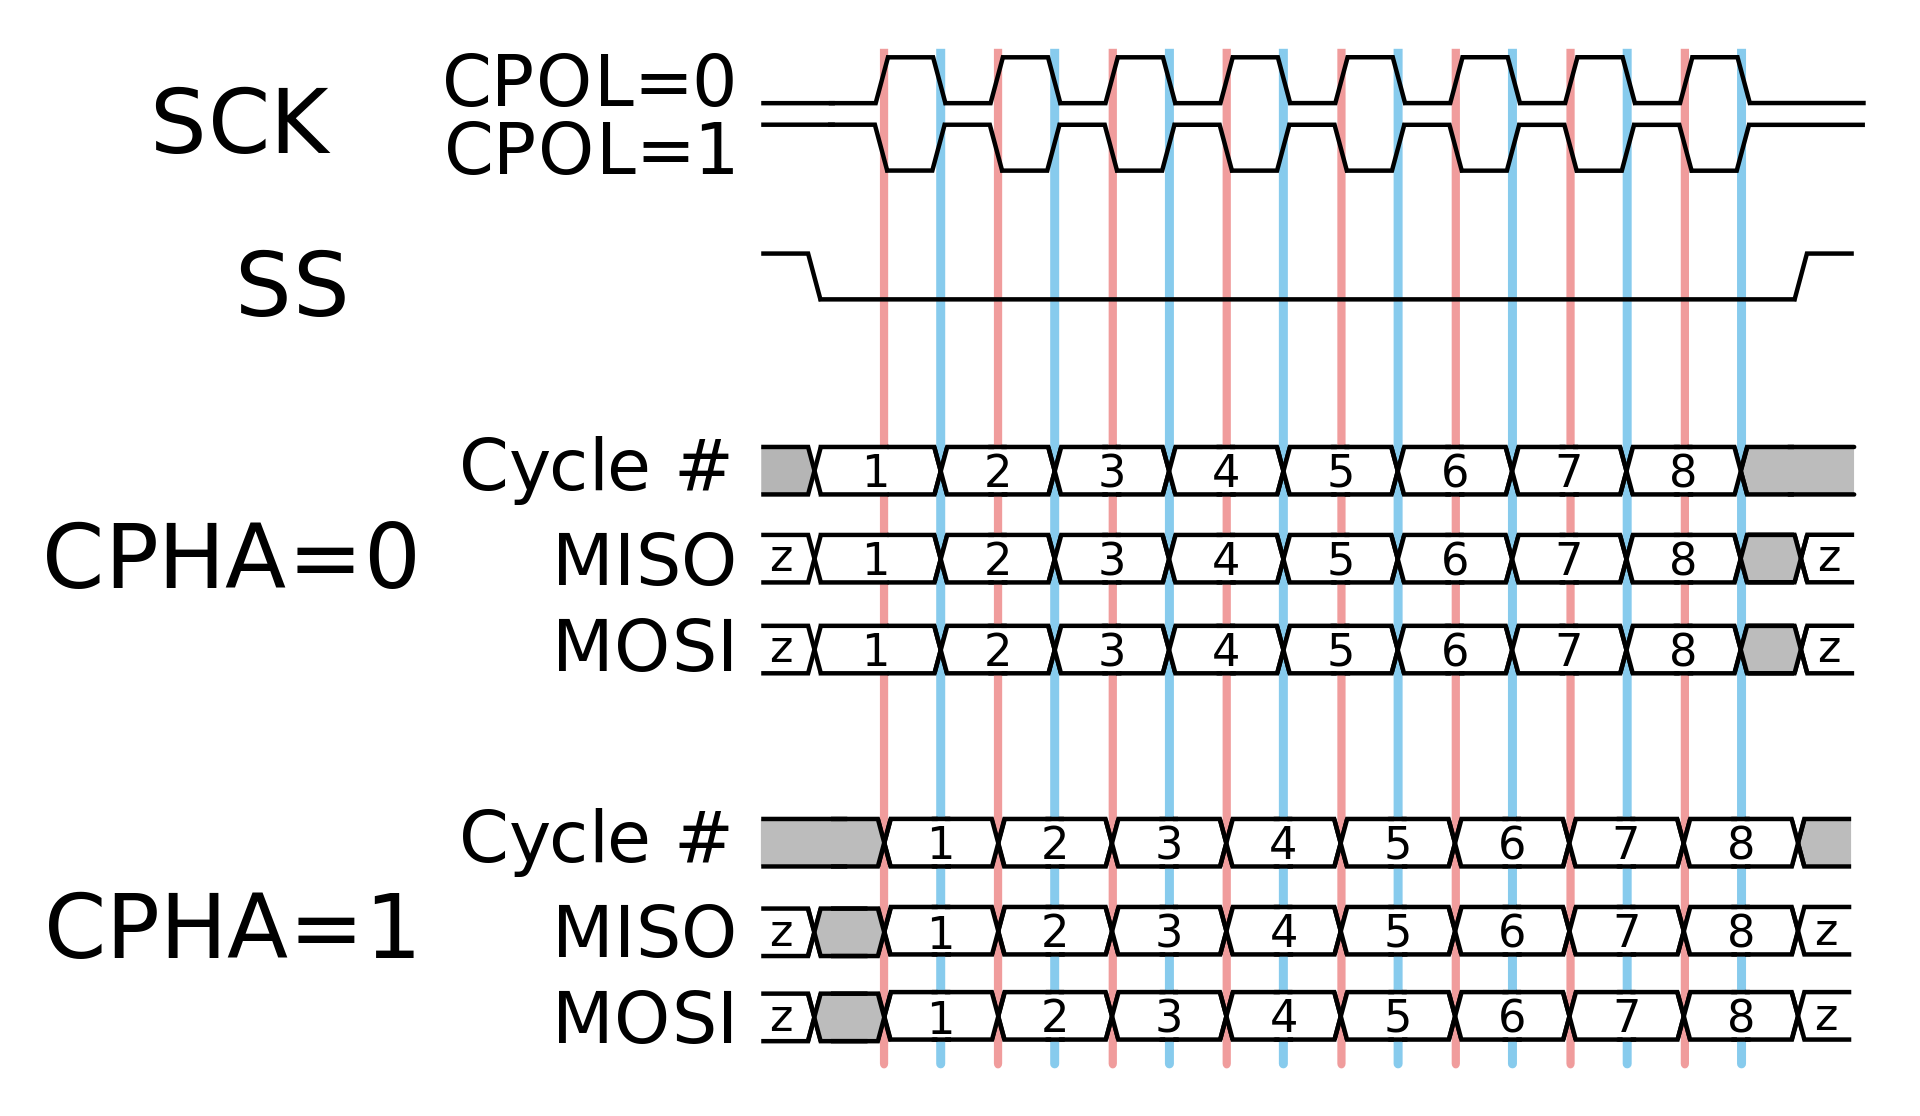 SCK
CPOL=0
CPOL=1
SS
Cycle # 1 2 3 4 5 6 7 8
CPHA=0
MISO z 1 2 3 4 5 6 7 8 z
MOSI z 1 2 3 4 5 6 7 8 z
Cycle # 1 2 3 4 5 6 7 8
CPHA=1
MISO z 1 2 3 4 5 6 7 8 z
MOSI z 1 2 3 4 5 6 7 8 z